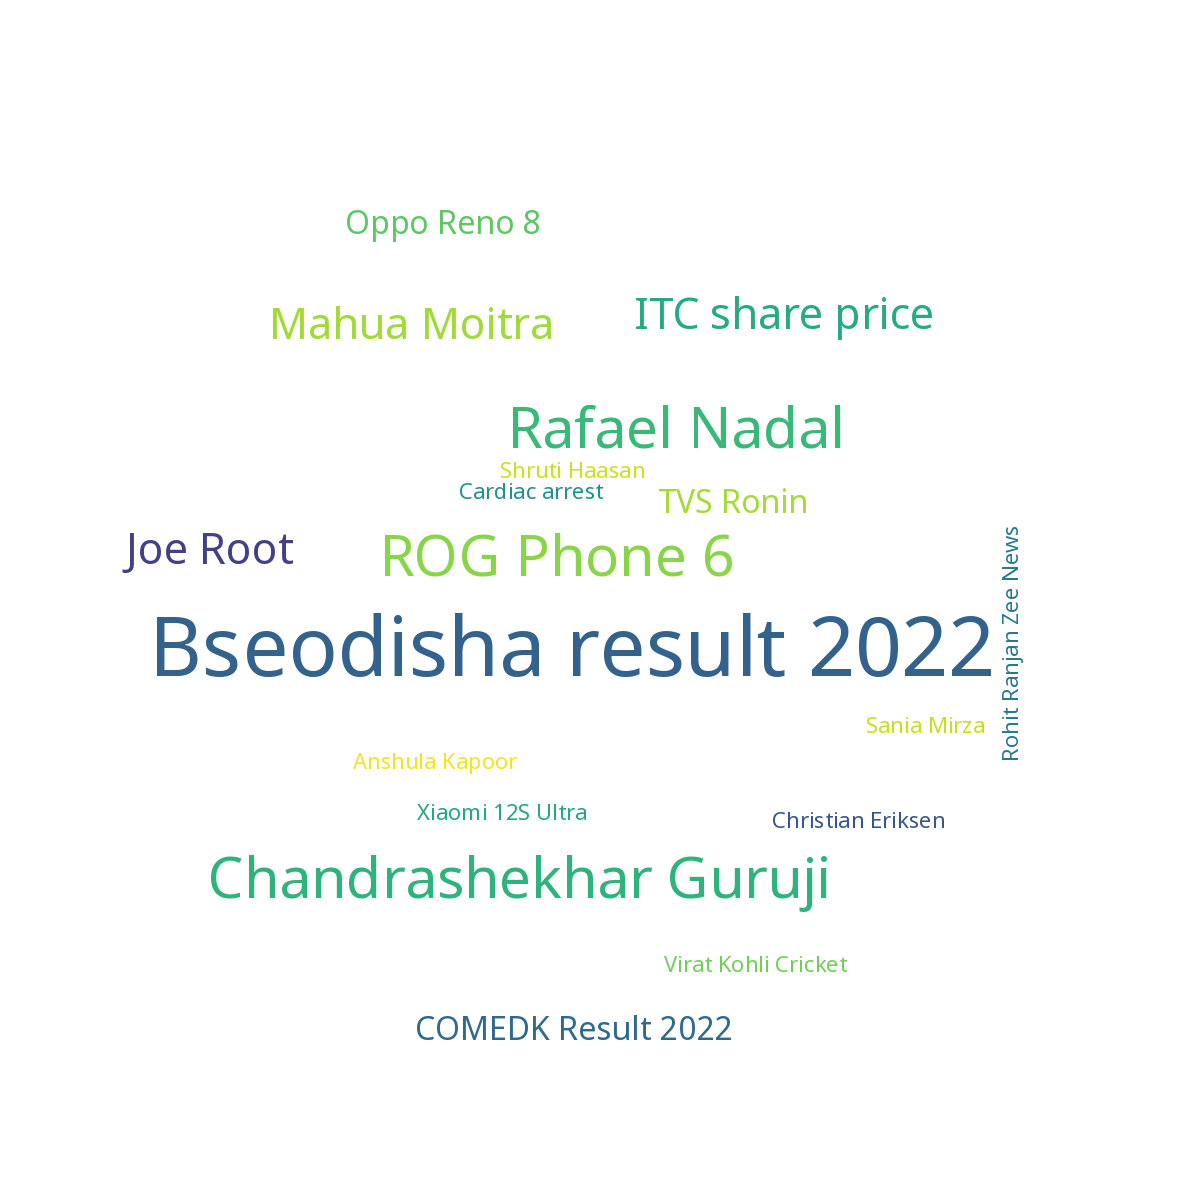 Oppo Reno 8
Mahua Moitra
ITC share price
Rafael Nadal
Shruti Haasan
Cardiac arrest
TVS Ronin
Joe Root
ROG Phone 6
Bseodisha result 2022
Rohit Ranjan Zee News
Sania Mirza
Anshula Kapoor
Xiaomi 12S Ultra
Christian Eriksen
Chandrashekhar Guruji
Virat Kohli Cricket
COMEDK Result 2022